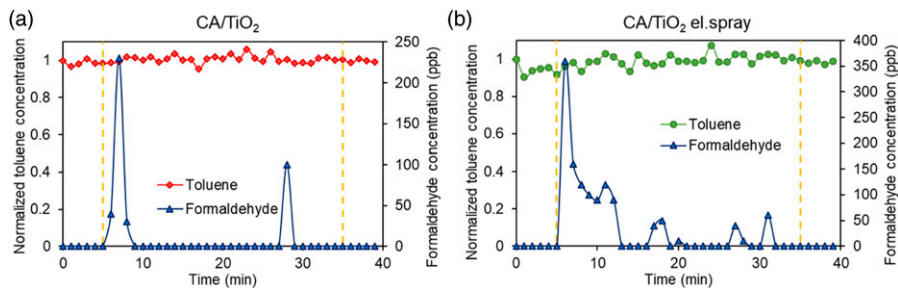 (a)
CA/TiO₂
Normalized toluene concentration
1
0.8
0.6
0.4
0.2
0
Toluene
Formaldehyde
250
200
150
100
50
0
Formaldehyde concentration (ppb)
0 10 20 30 40
Time (min)
(b)
CA/TiO₂ el.spray
Normalized toluene concentration
1
0.8
0.6
0.4
0.2
0
Toluene
Formaldehyde
400
350
300
250
200
150
100
50
0
Formaldehyde concentration (ppb)
0 10 20 30 40
Time (min)